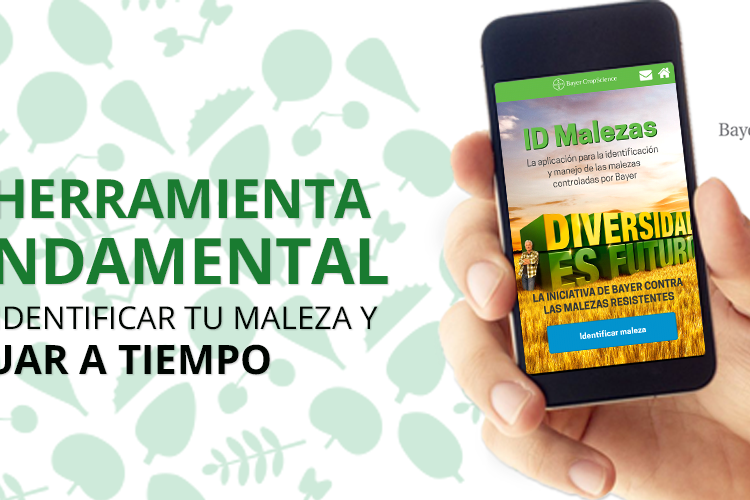 HERRAMIENTA
NDAMENTAL
IDENTIFICAR TU MALEZA Y
UAR A TIEMPO
Bayer CropScience
ID Malezas
La aplicación para la identificación
y manejo de las malezas
controladas por Bayer
DIVERSIDA
ES FUTUR
LA INICIATIVA DE BAYER CONTRA
LAS MALEZAS RESISTENTES
Identificar maleza
Baye